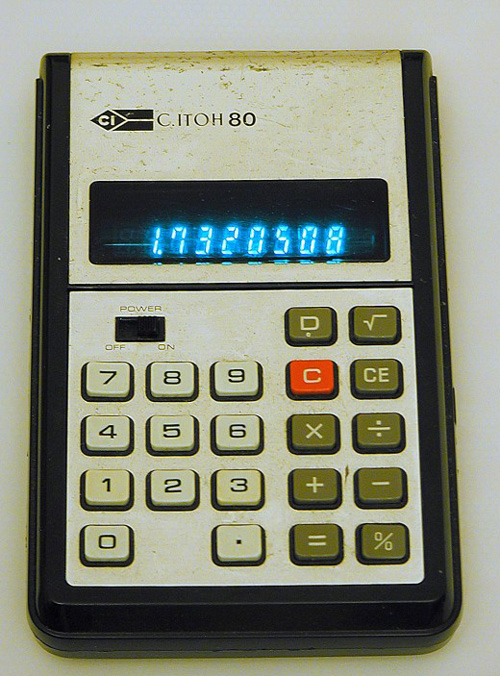 CI C.ITOH 80
1.7320508
POWER
OFF ON
D √
7 8 9 C CE
4 5 6 × ÷
1 2 3 + −
0 . = %